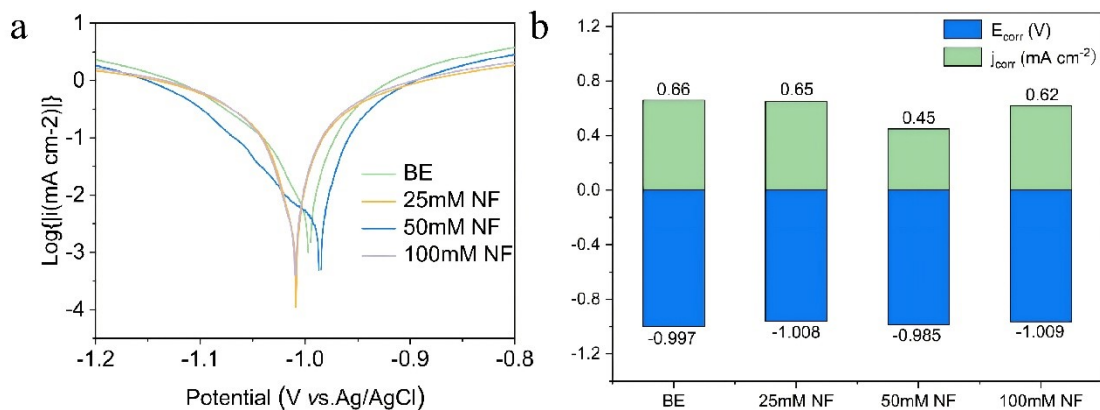 a
1
0
-1
-2
-3
-4
Log{|i(mA cm-2)|}
BE
25mM NF
50mM NF
100mM NF
-1.2
-1.1
-1.0
-0.9
-0.8
Potential (V vs.Ag/AgCl)
b
1.2
0.8
0.4
0.0
-0.4
-0.8
-1.2
E_corr (V)
j_corr (mA cm⁻²)
0.66
0.65
0.45
0.62
-0.997
-1.008
-0.985
-1.009
BE
25mM NF
50mM NF
100mM NF